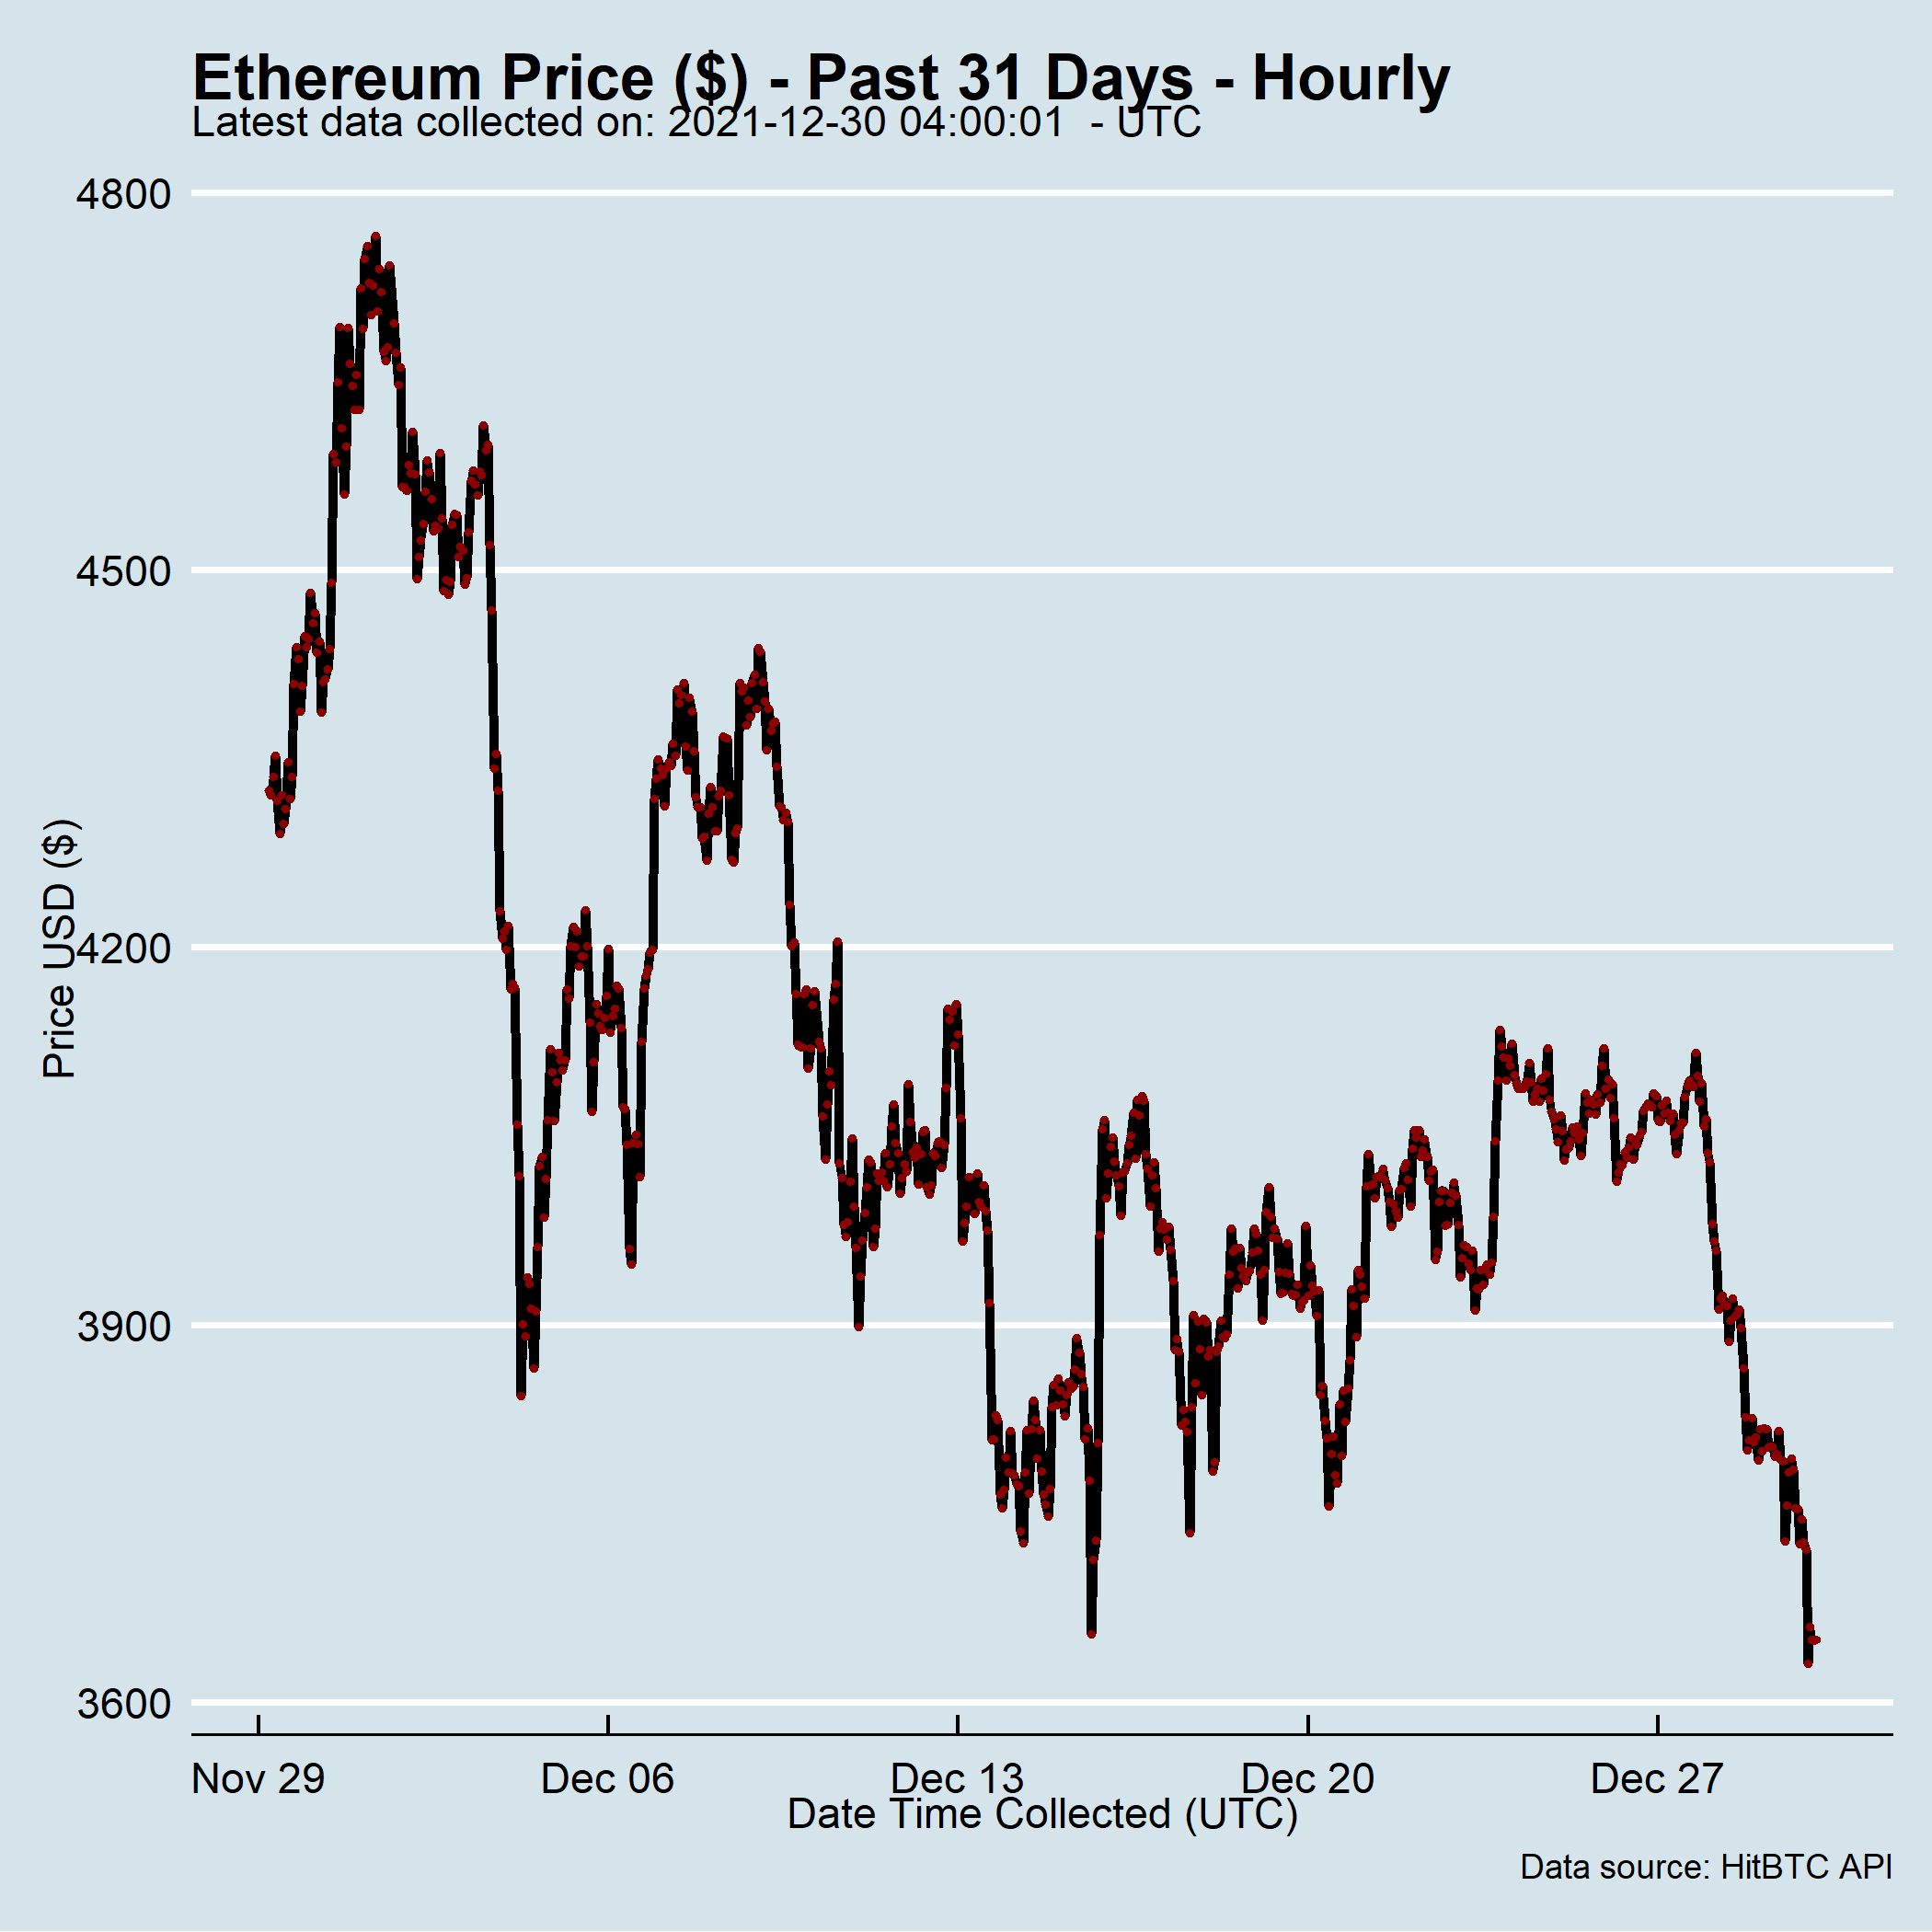 Ethereum Price ($) - Past 31 Days - Hourly
Latest data collected on: 2021-12-30 04:00:01  - UTC
4800
4500
4200
3900
3600
Price USD ($)
Nov 29
Dec 06
Dec 13
Dec 20
Dec 27
Date Time Collected (UTC)
Data source: HitBTC API